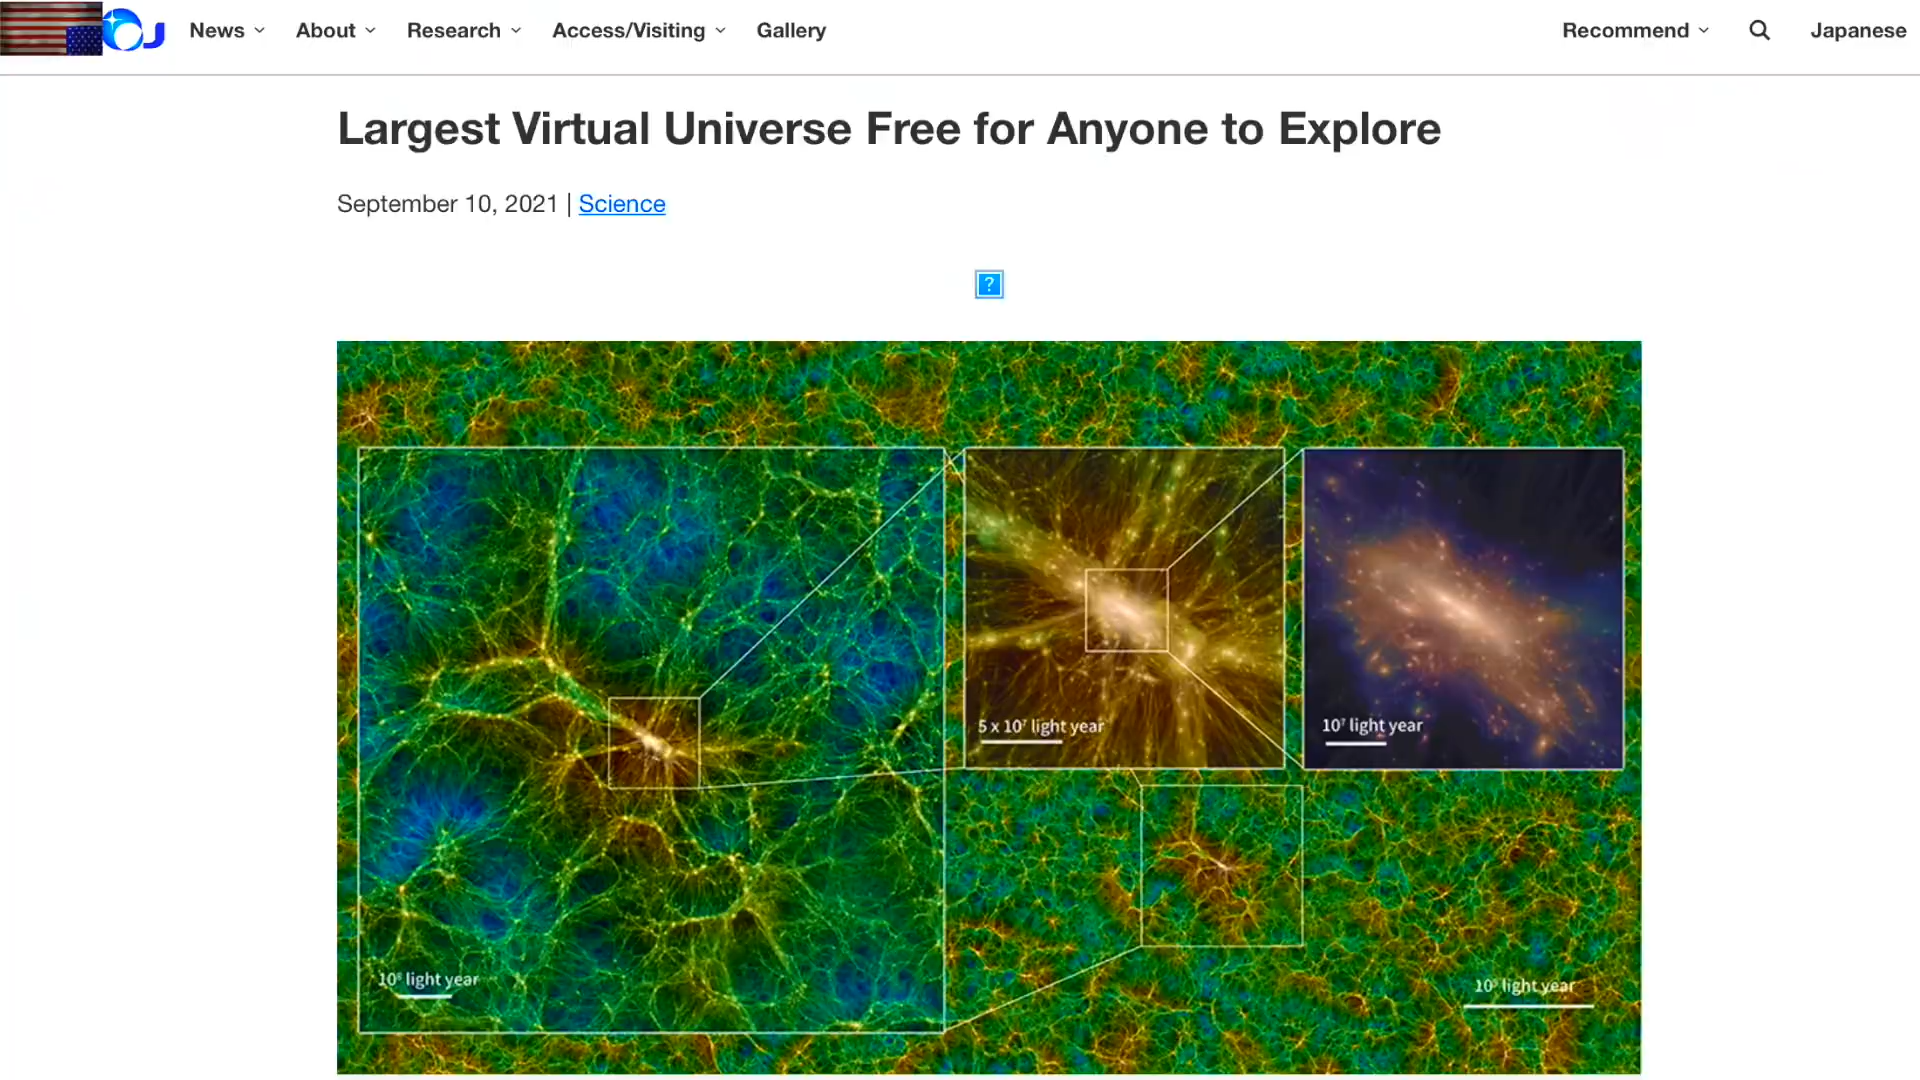 News About Research Access/Visiting Gallery Recommend Japanese
Largest Virtual Universe Free for Anyone to Explore
September 10, 2021 | Science
?
5 x 10⁷ light year
10⁷ light year
10⁸ light year
10⁹ light year